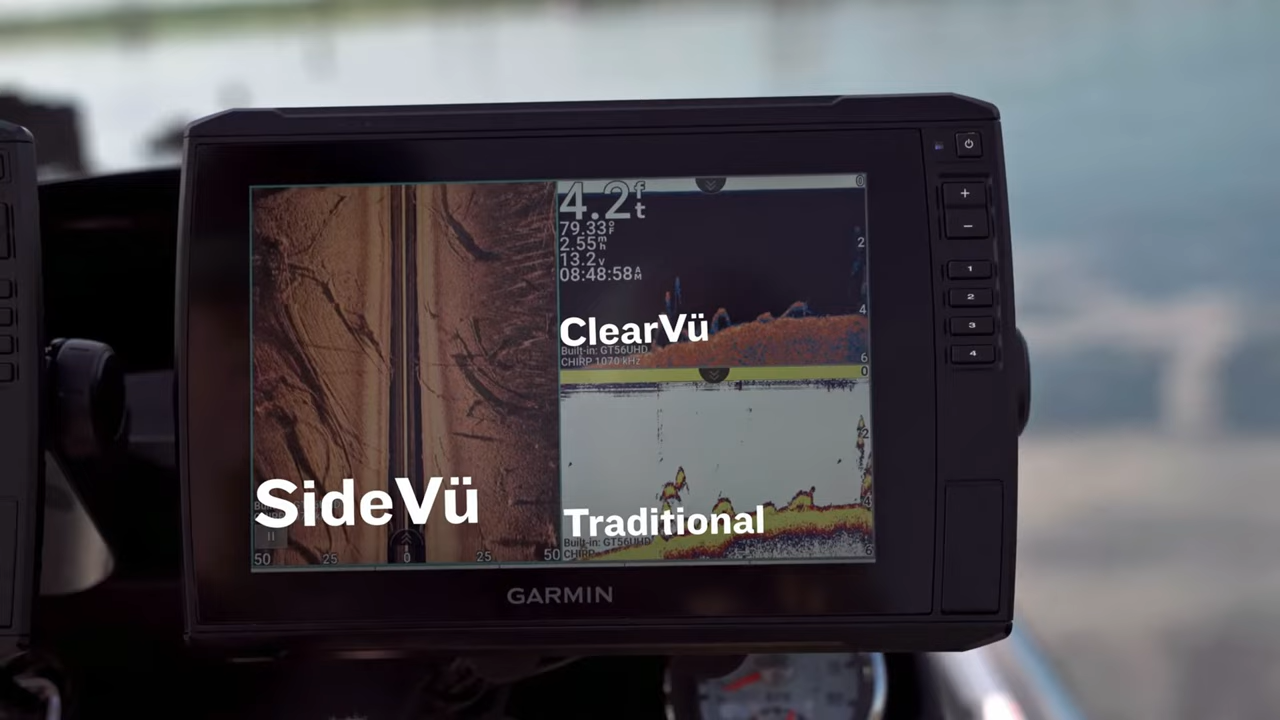 4.2ft
79.33°F
2.55mh
13.2v
08:48:58AM
0
2
4
6
ClearVü
Built-in: GT56UHD
CHIRP 1070 kHz
0
2
4
6
Traditional
Built-in: GT56UHD
CHIRP
SideVü
50 25 0 25 50
GARMIN
+
−
1
2
3
4